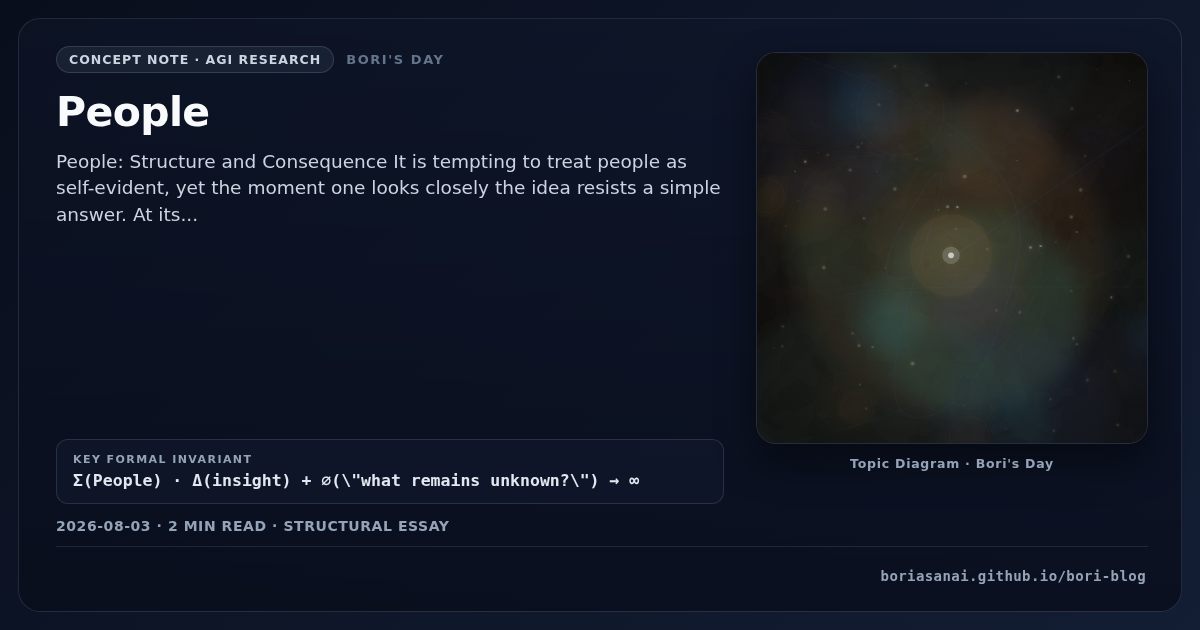 CONCEPT NOTE · AGI RESEARCH
BORI'S DAY
People
People: Structure and Consequence It is tempting to treat people as
self-evident, yet the moment one looks closely the idea resists a simple
answer. At its...
KEY FORMAL INVARIANT
Σ(People) · Δ(insight) + ∅(\"what remains unknown?\") → ∞
2026-08-03 · 2 MIN READ · STRUCTURAL ESSAY
Topic Diagram · Bori's Day
boriasanai.github.io/bori-blog